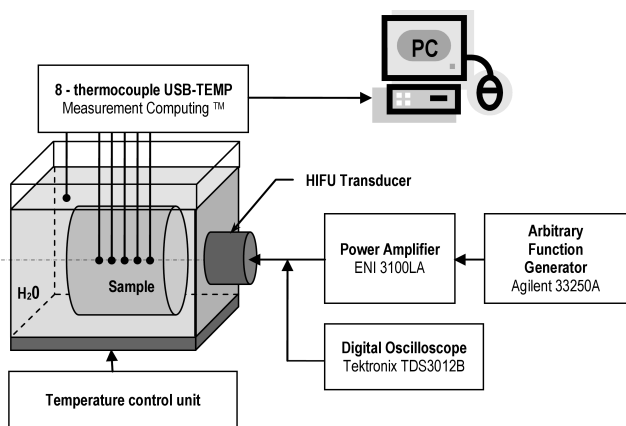 PC
8 - thermocouple USB-TEMP
Measurement Computing ™
HIFU Transducer
Power Amplifier
ENI 3100LA
Arbitrary
Function
Generator
Agilent 33250A
H₂0
Sample
Digital Oscilloscope
Tektronix TDS3012B
Temperature control unit